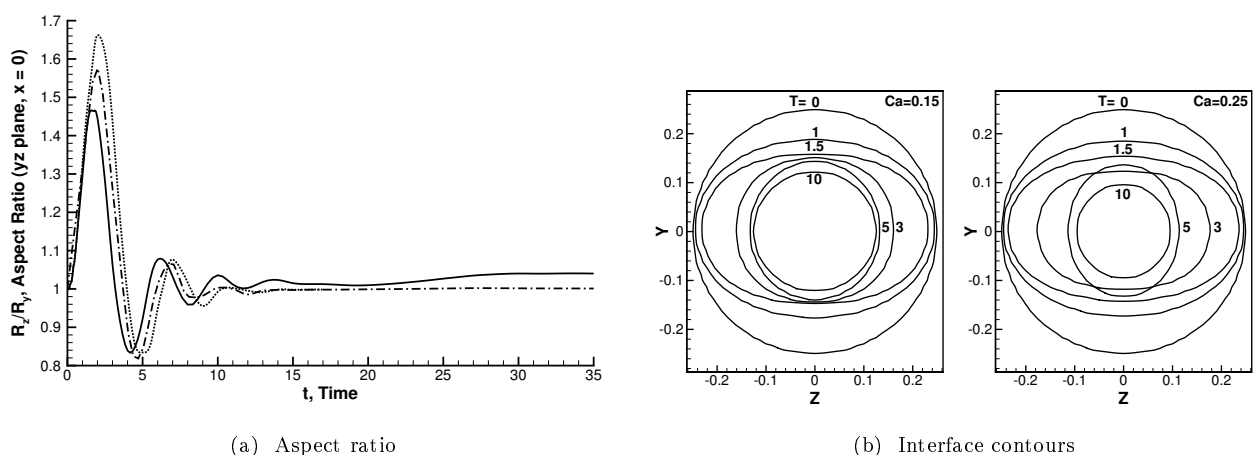 1.7
1.6
1.5
1.4
1.3
1.2
1.1
1
0.9
0.8
R_z/R_y, Aspect Ratio (yz plane, x = 0)
0 5 10 15 20 25 30 35
t, Time
(a) Aspect ratio
T= 0 Ca=0.15
1
1.5
10
5 3
0.2
0.1
0
-0.1
-0.2
Y
-0.2 -0.1 0 0.1 0.2
Z
T= 0 Ca=0.25
1
1.5
10
5 3
0.2
0.1
0
-0.1
-0.2
Y
-0.2 -0.1 0 0.1 0.2
Z
(b) Interface contours